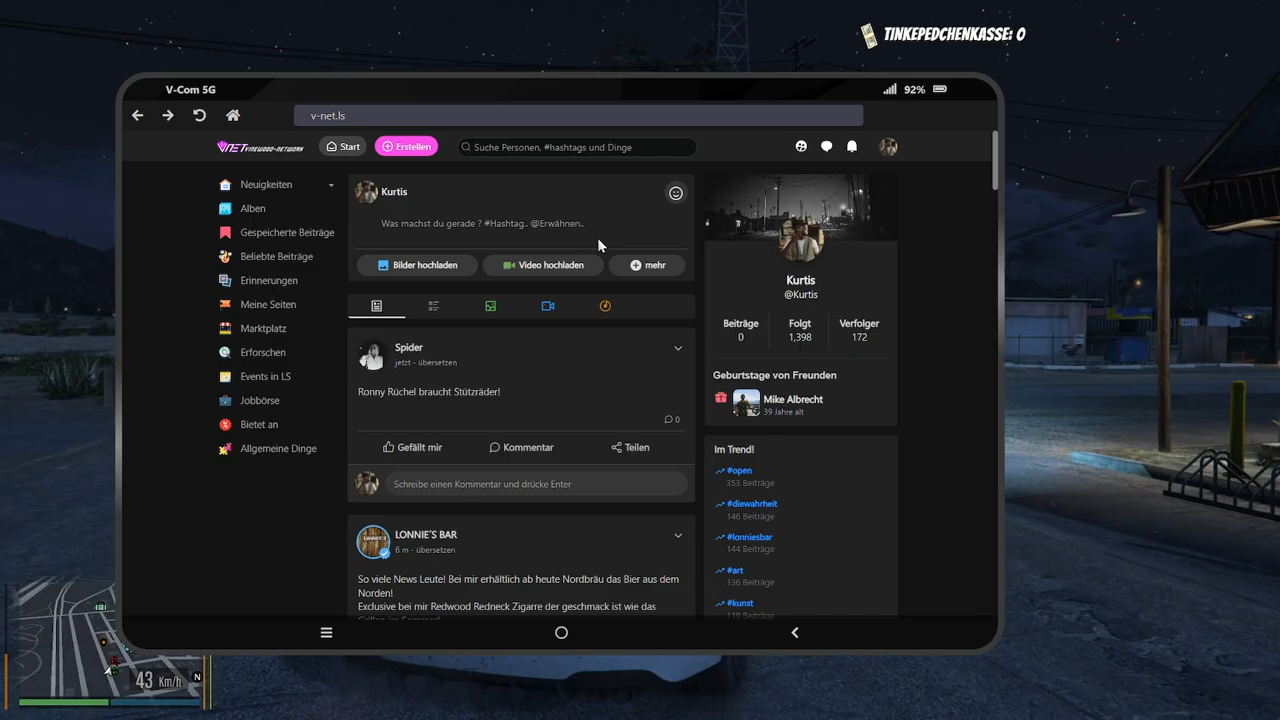 TINKEPEDCHENKASSE: 0
V-Com 5G
92%
v-net.ls
VNET VINEWOOD-NETWORK
Start
Erstellen
Suche Personen, #hashtags und Dinge
Neuigkeiten
Alben
Gespeicherte Beiträge
Beliebte Beiträge
Erinnerungen
Meine Seiten
Marktplatz
Erforschen
Events in LS
Jobbörse
Bietet an
Allgemeine Dinge
Kurtis
Was machst du gerade ? #Hashtag.. @Erwähnen..
Bilder hochladen
Video hochladen
mehr
Spider
jetzt - übersetzen
Ronny Rüchel braucht Stützräder!
0
Gefällt mir
Kommentar
Teilen
Schreibe einen Kommentar und drücke Enter
LONNIE'S BAR
6 m - übersetzen
So viele News Leute! Bei mir erhältlich ab heute Nordbräu das Bier aus dem
Norden!
Exclusive bei mir Redwood Redneck Zigarre der geschmack ist wie das
Kurtis
@Kurtis
Beiträge
0
Folgt
1,398
Verfolger
172
Geburtstage von Freunden
Mike Albrecht
39 Jahre alt
Im Trend!
#open
353 Beiträge
#diewahrheit
146 Beiträge
#lonniesbar
144 Beiträge
#art
136 Beiträge
#kunst
119 Beiträge
43 Km/h
N